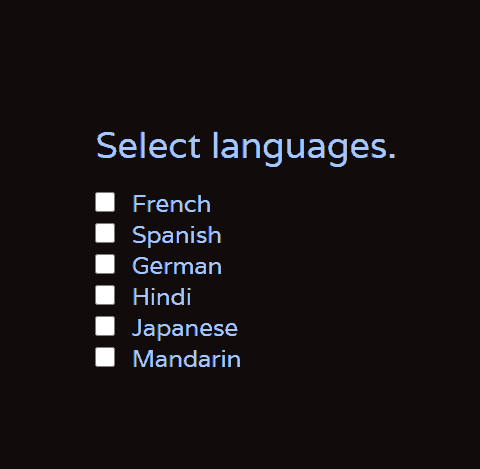 Select languages.
French
Spanish
German
Hindi
Japanese
Mandarin